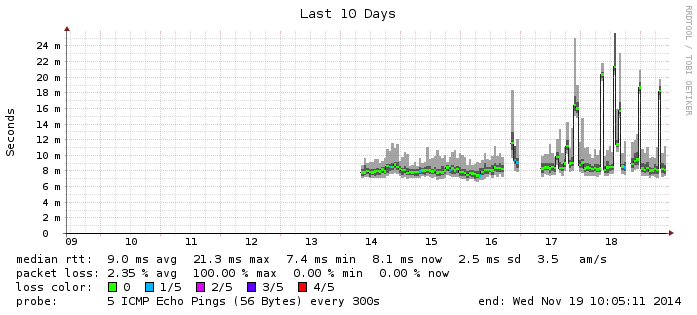 Last 10 Days
RRDTOOL / TOBI OETIKER
Seconds
24 m
22 m
20 m
18 m
16 m
14 m
12 m
10 m
8 m
6 m
4 m
2 m
0
09 10 11 12 13 14 15 16 17 18
median rtt: 9.0 ms avg 21.3 ms max 7.4 ms min 8.1 ms now 2.5 ms sd 3.5 am/s
packet loss: 2.35 % avg 100.00 % max 0.00 % min 0.00 % now
loss color: 0 1/5 2/5 3/5 4/5
probe: 5 ICMP Echo Pings (56 Bytes) every 300s end: Wed Nov 19 10:05:11 2014